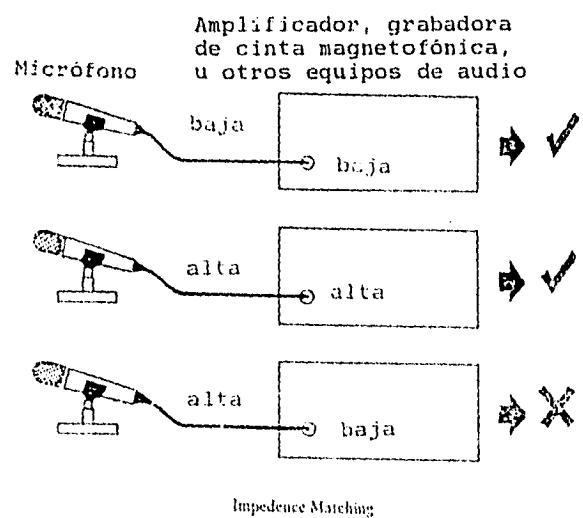 Amplificador, grabadora
de cinta magnetofónica,
u otros equipos de audio
Micrófono
baja
baja
alta
alta
alta
baja
Impedence Matching